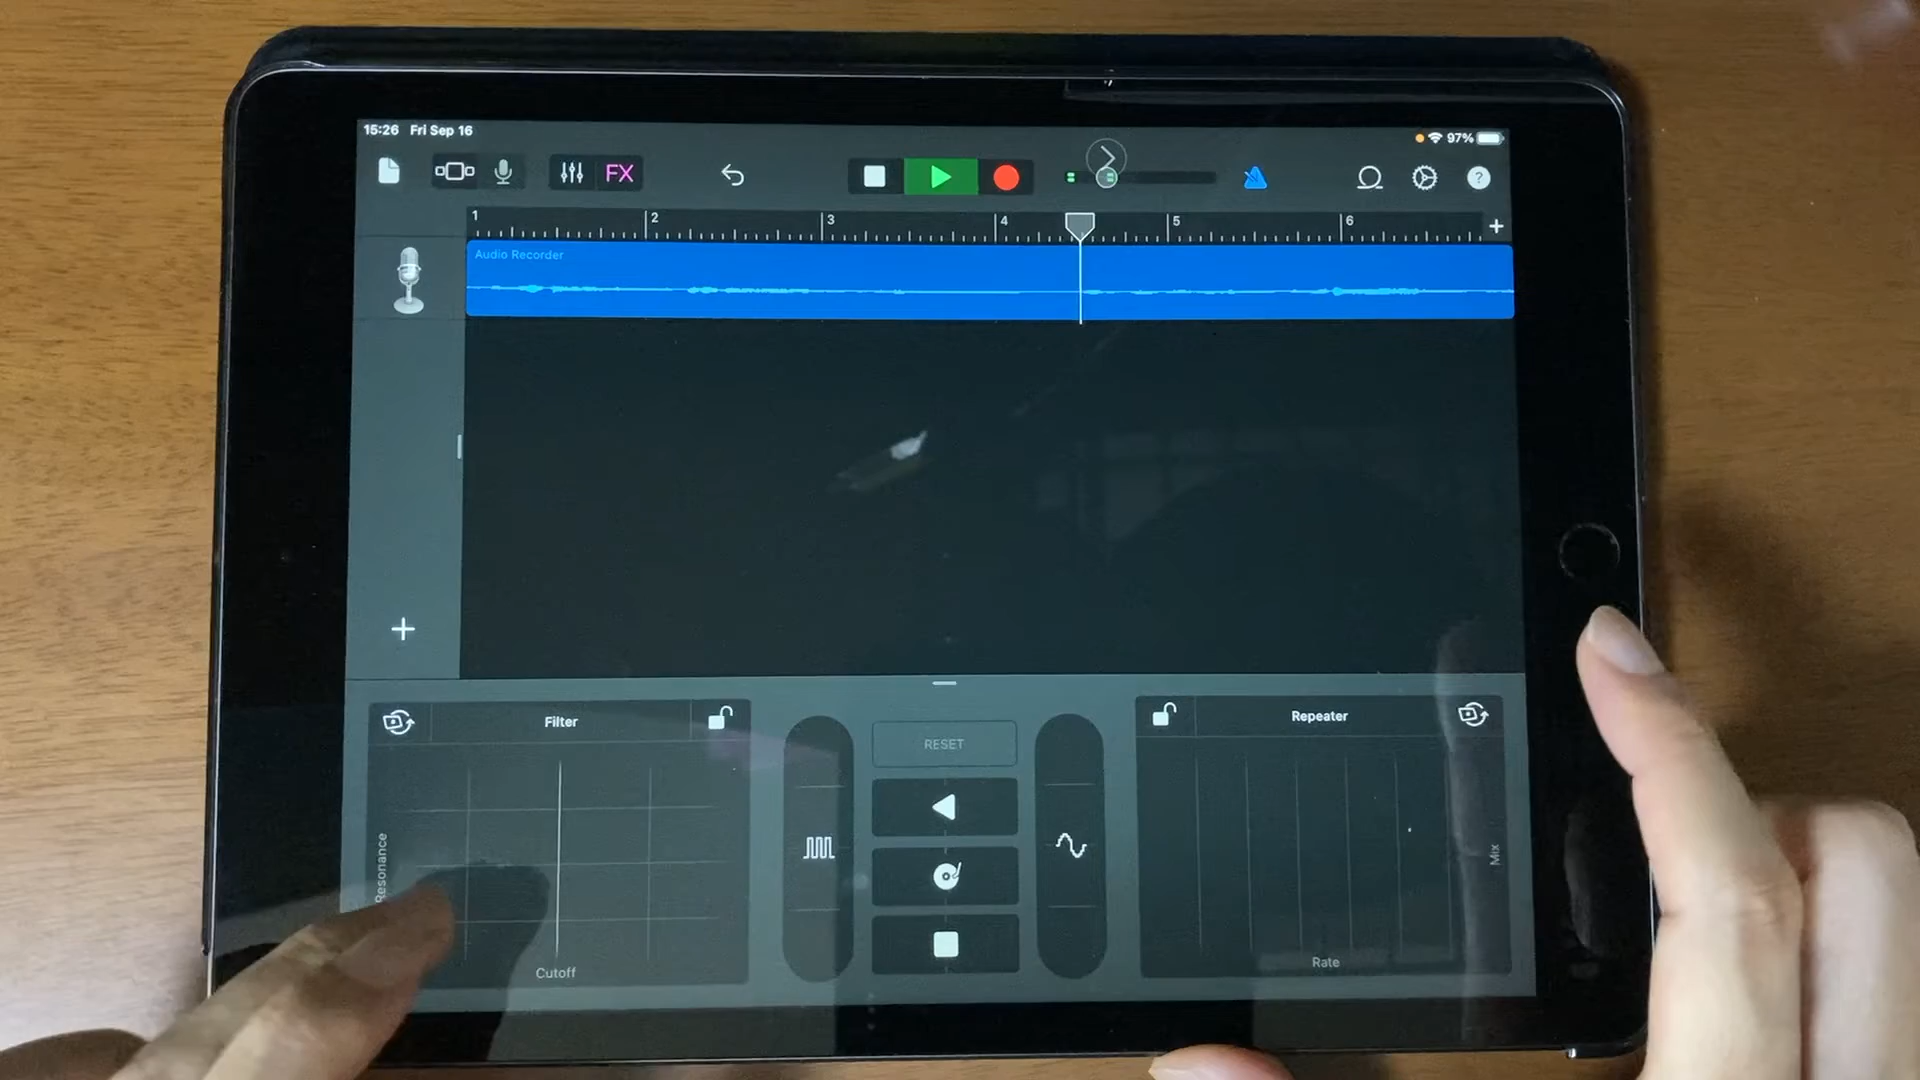 15:26 Fri Sep 16
97%
FX
?
1 2 3 4 5 6 +
Audio Recorder
+
Filter
RESET
Repeater
Resonance
Cutoff
Mix
Rate